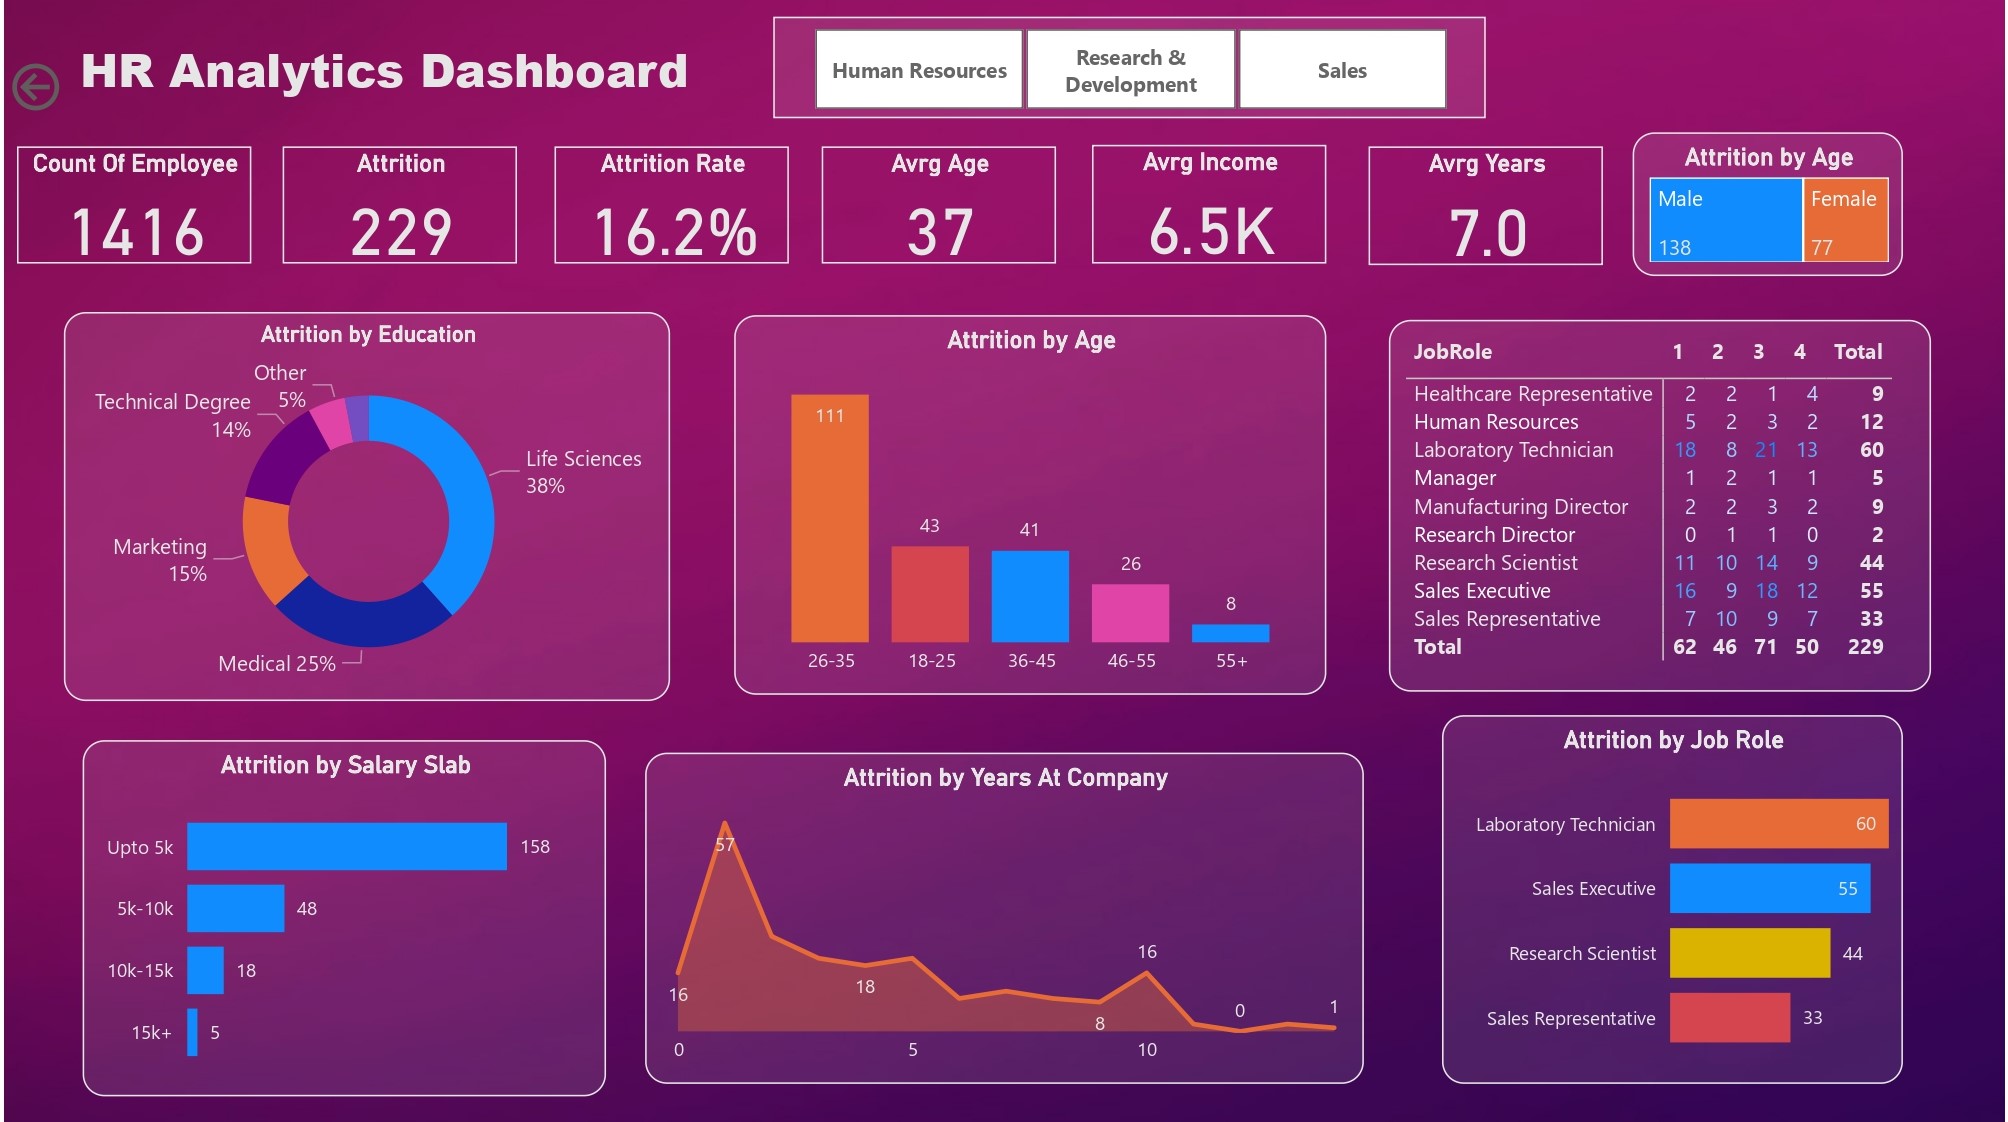 HR Analytics Dashboard
Human Resources
Research &
Development
Sales
Count Of Employee
1416
Attrition
229
Attrition Rate
16.2%
Avrg Age
37
Avrg Income
6.5K
Avrg Years
7.0
Attrition by Age
Male
138
Female
77
Attrition by Education
Other
5%
Technical Degree
14%
Life Sciences
38%
Marketing
15%
Medical 25%
Attrition by Age
111
43
41
26
8
26-35 18-25 36-45 46-55 55+
JobRole 1 2 3 4 Total
Healthcare Representative 2 2 1 4 9
Human Resources 5 2 3 2 12
Laboratory Technician 18 8 21 13 60
Manager 1 2 1 1 5
Manufacturing Director 2 2 3 2 9
Research Director 0 1 1 0 2
Research Scientist 11 10 14 9 44
Sales Executive 16 9 18 12 55
Sales Representative 7 10 9 7 33
Total 62 46 71 50 229
Attrition by Salary Slab
Upto 5k 158
5k-10k 48
10k-15k 18
15k+ 5
Attrition by Years At Company
57
16
16
18
8
0
1
0 5 10
Attrition by Job Role
Laboratory Technician 60
Sales Executive 55
Research Scientist 44
Sales Representative 33